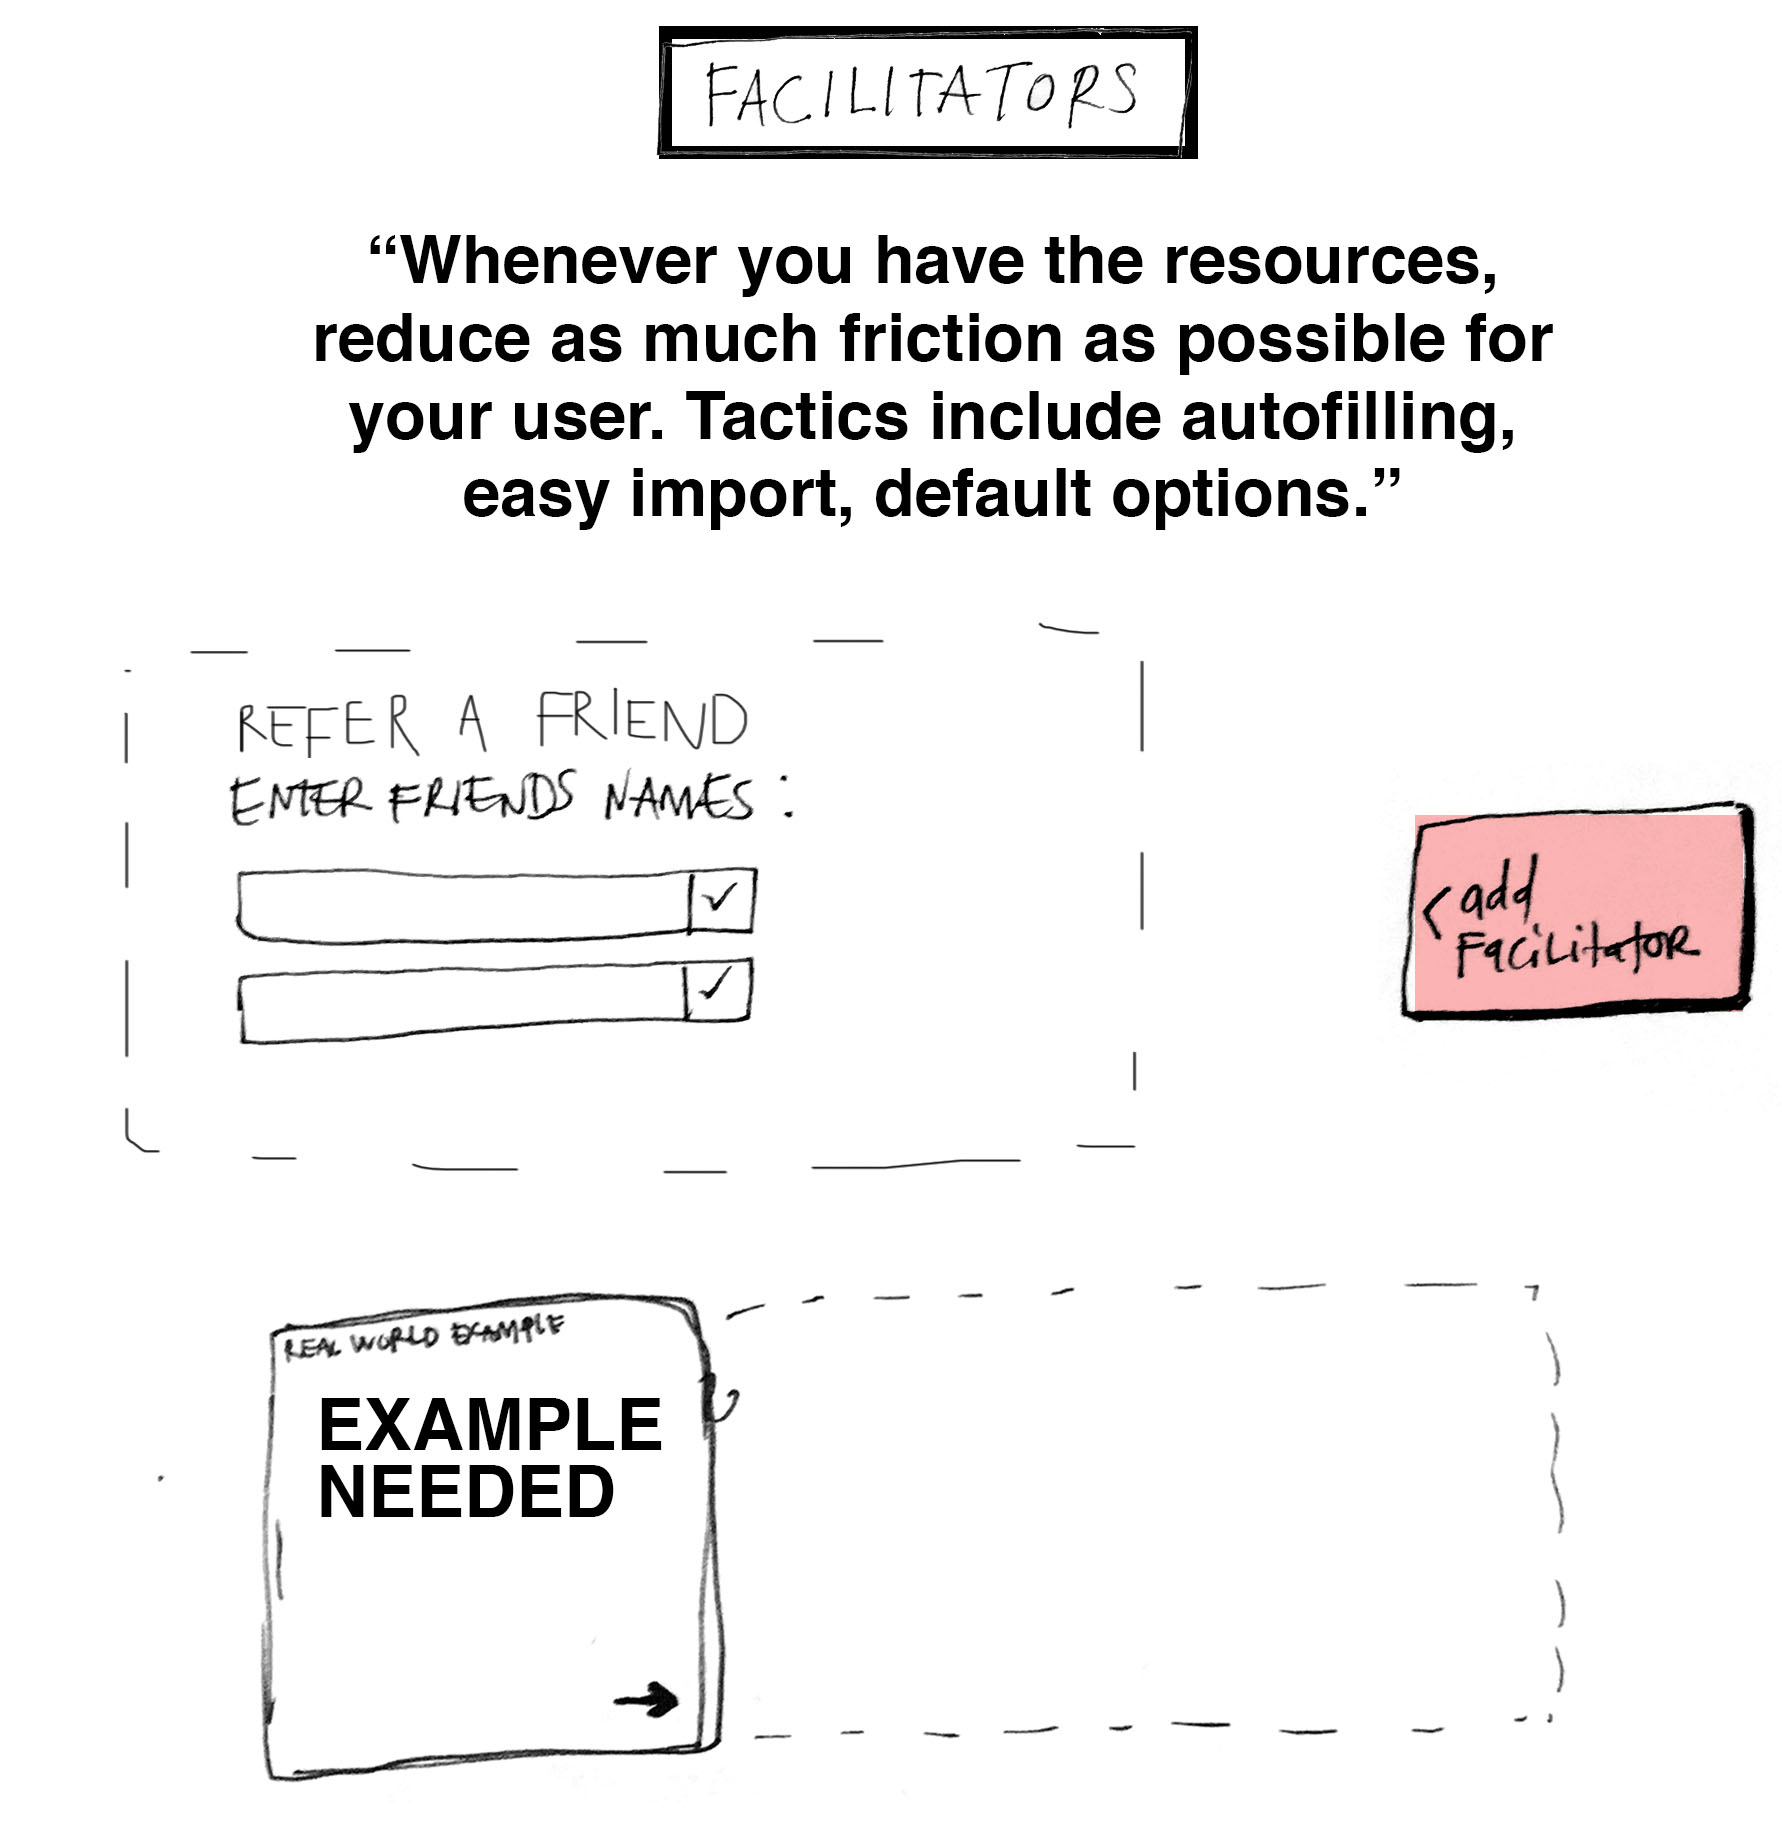 FACILITATORS
“Whenever you have the resources,
reduce as much friction as possible for
your user. Tactics include autofilling,
easy import, default options.”
REFER A FRIEND
ENTER FRIENDS NAMES:
<add
Facilitator
REAL WORLD EXAMPLE
EXAMPLE
NEEDED